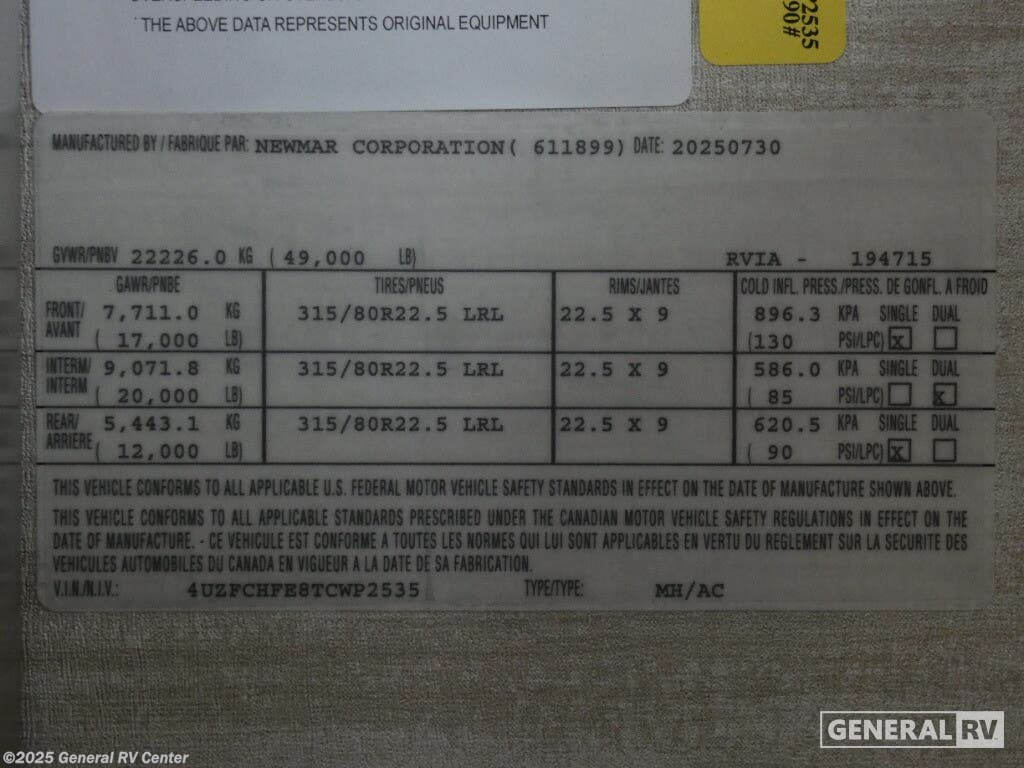 THE ABOVE DATA REPRESENTS ORIGINAL EQUIPMENT
2535
90#
MANUFACTURED BY / FABRIQUE PAR: NEWMAR CORPORATION( 611899) DATE: 20250730
GVWR/PNBV 22226.0 KG ( 49,000 LB) RVIA - 194715
GAWR/PNBE TIRES/PNEUS RIMS/JANTES COLD INFL. PRESS./PRESS. DE GONFL. A FROID
FRONT/ 7,711.0 KG 315/80R22.5 LRL 22.5 X 9 896.3 KPA SINGLE DUAL
AVANT ( 17,000 LB) (130 PSI/LPC) X
INTERM/ 9,071.8 KG 315/80R22.5 LRL 22.5 X 9 586.0 KPA SINGLE DUAL
INTERM ( 20,000 LB) ( 85 PSI/LPC) X
REAR/ 5,443.1 KG 315/80R22.5 LRL 22.5 X 9 620.5 KPA SINGLE DUAL
ARRIERE ( 12,000 LB) ( 90 PSI/LPC) X
THIS VEHICLE CONFORMS TO ALL APPLICABLE U.S. FEDERAL MOTOR VEHICLE SAFETY STANDARDS IN EFFECT ON THE DATE OF MANUFACTURE SHOWN ABOVE.
THIS VEHICLE CONFORMS TO ALL APPLICABLE STANDARDS PRESCRIBED UNDER THE CANADIAN MOTOR VEHICLE SAFETY REGULATIONS IN EFFECT ON THE
DATE OF MANUFACTURE. - CE VEHICULE EST CONFORME A TOUTES LES NORMES QUI LUI SONT APPLICABLES EN VERTU DU REGLEMENT SUR LA SECURITE DES
VEHICULES AUTOMOBILES DU CANADA EN VIGUEUR A LA DATE DE SA FABRICATION.
V.I.N./N.I.V.: 4UZFCHFE8TCWP2535 TYPE/TYPE: MH/AC
GENERAL RV
©2025 General RV Center